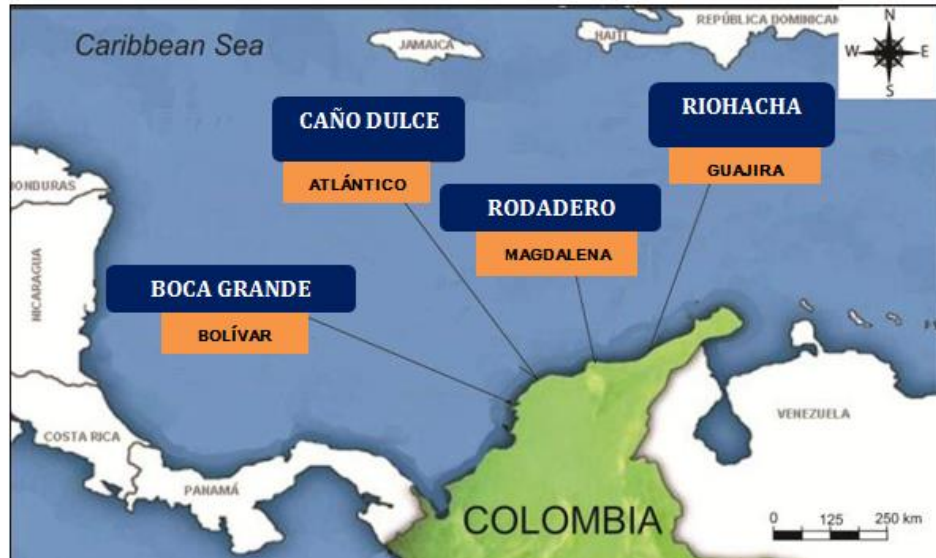 Caribbean Sea
JAMAICA
HAITI
REPÚBLICA DOMINICAN
N
W
E
S
CAÑO DULCE
ATLÁNTICO
RIOHACHA
GUAJIRA
RODADERO
MAGDALENA
HONDURAS
NICARAGUA
BOCA GRANDE
BOLÍVAR
COSTA RICA
PANAMÁ
VENEZUELA
COLOMBIA
0 125 250 km